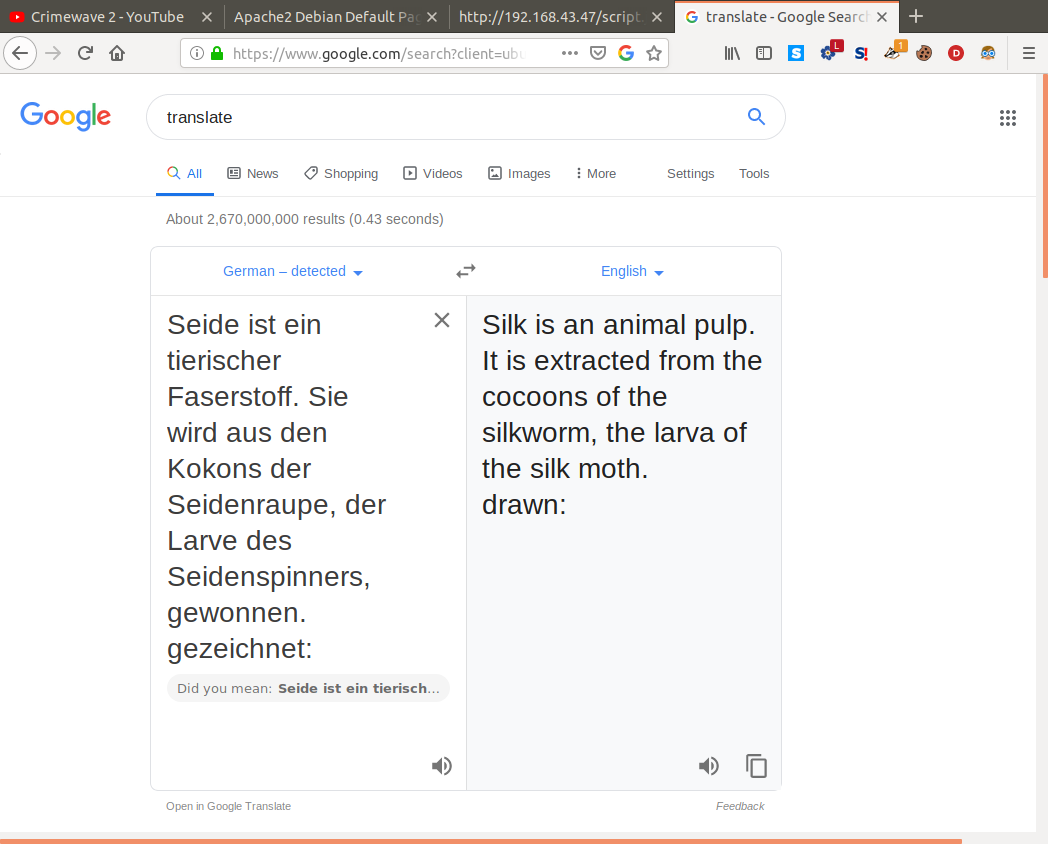 Crimewave 2 - YouTube
Apache2 Debian Default Pa
http://192.168.43.47/script
translate - Google Search
https://www.google.com/search?client=ub
L
1
S
S!
D
Google
translate
All
News
Shopping
Videos
Images
More
Settings
Tools
About 2,670,000,000 results (0.43 seconds)
German – detected
English
Seide ist ein
tierischer
Faserstoff. Sie
wird aus den
Kokons der
Seidenraupe, der
Larve des
Seidenspinners,
gewonnen.
gezeichnet:
Did you mean: Seide ist ein tierisch...
Silk is an animal pulp.
It is extracted from the
cocoons of the
silkworm, the larva of
the silk moth.
drawn:
Open in Google Translate
Feedback